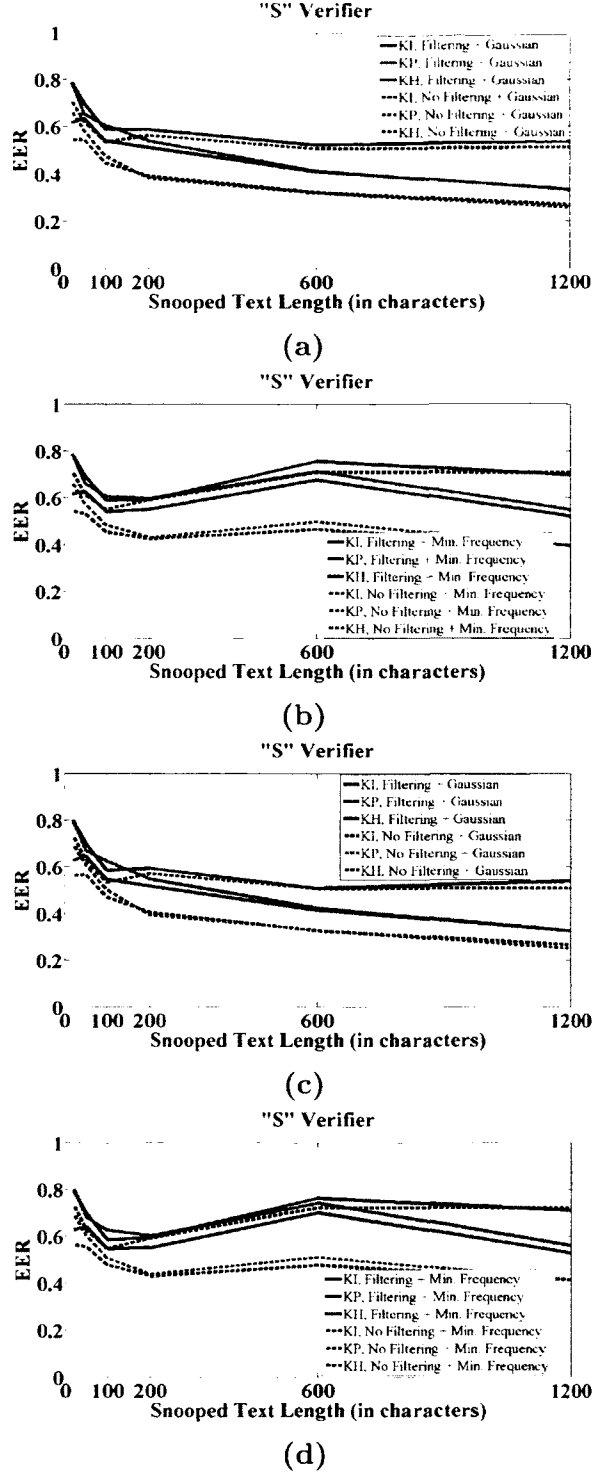 "S" Verifier
1
KI, Filtering + Gaussian
KP, Filtering + Gaussian
0.8
KH, Filtering + Gaussian
KI, No Filtering + Gaussian
KP, No Filtering + Gaussian
0.6
KH, No Filtering + Gaussian
EER
0.4
0.2
0
0 100 200 600 1200
Snooped Text Length (in characters)
(a)
"S" Verifier
1
0.8
0.6
EER
0.4
KI, Filtering + Min. Frequency
KP, Filtering + Min. Frequency
KH, Filtering + Min. Frequency
0.2
KI, No Filtering + Min. Frequency
KP, No Filtering + Min. Frequency
KH, No Filtering + Min. Frequency
0
0 100 200 600 1200
Snooped Text Length (in characters)
(b)
"S" Verifier
1
KI, Filtering + Gaussian
KP, Filtering + Gaussian
0.8
KH, Filtering + Gaussian
KI, No Filtering + Gaussian
KP, No Filtering + Gaussian
0.6
KH, No Filtering + Gaussian
EER
0.4
0.2
0
0 100 200 600 1200
Snooped Text Length (in characters)
(c)
"S" Verifier
1
0.8
0.6
EER
0.4
KI, Filtering + Min. Frequency
KP, Filtering + Min. Frequency
KH, Filtering + Min. Frequency
0.2
KI, No Filtering + Min. Frequency
KP, No Filtering + Min. Frequency
KH, No Filtering + Min. Frequency
0
0 100 200 600 1200
Snooped Text Length (in characters)
(d)